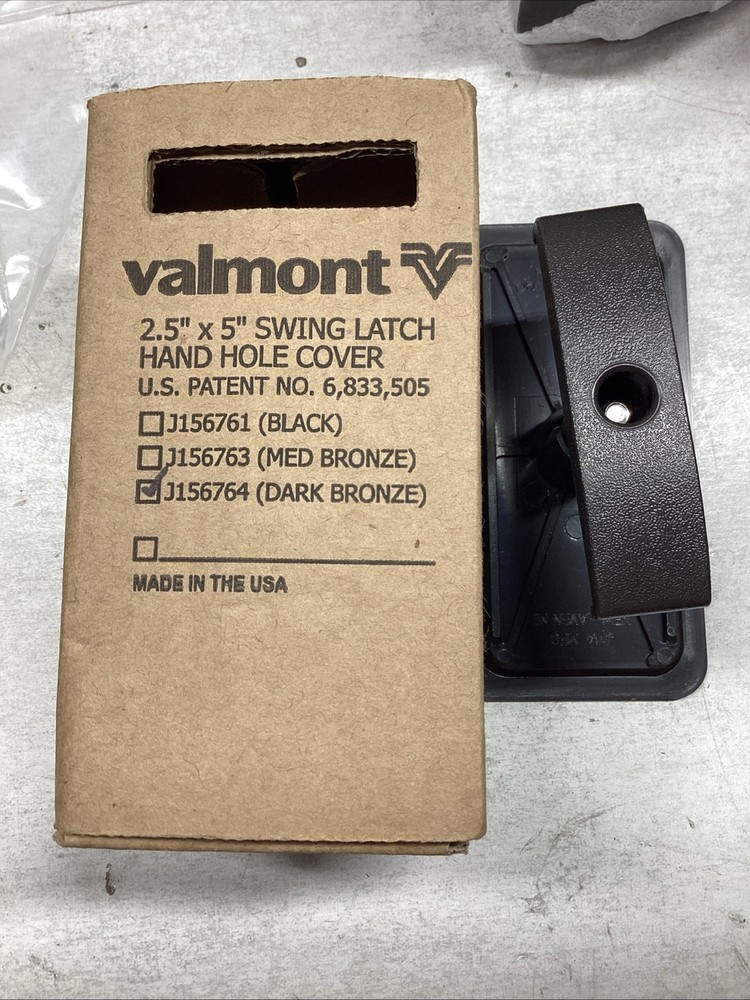 valmont
2.5" x 5" SWING LATCH
HAND HOLE COVER
U.S. PATENT NO. 6,833,505
J156761 (BLACK)
J156763 (MED BRONZE)
J156764 (DARK BRONZE)
MADE IN THE USA